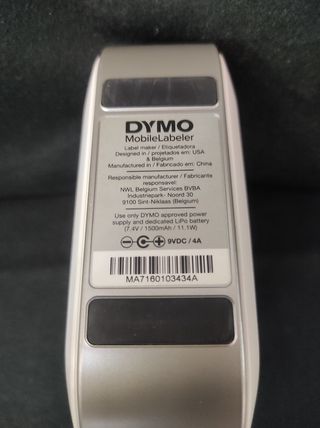 DYMO
MobileLabeler
Label maker / Etiquetadora
Designed in / projetados em: USA
& Belgium
Manufactured in / Fabricado em: China
Responsible manufacturer / Fabricante
responsavel:
NWL Belgium Services BVBA
Industriepark- Noord 30
9100 Sint-Niklaas (Belgium)
Use only DYMO approved power
supply and dedicated LiPo battery
(7.4V / 1500mAh / 11.1W)
9VDC / 4A
MA7160103434A